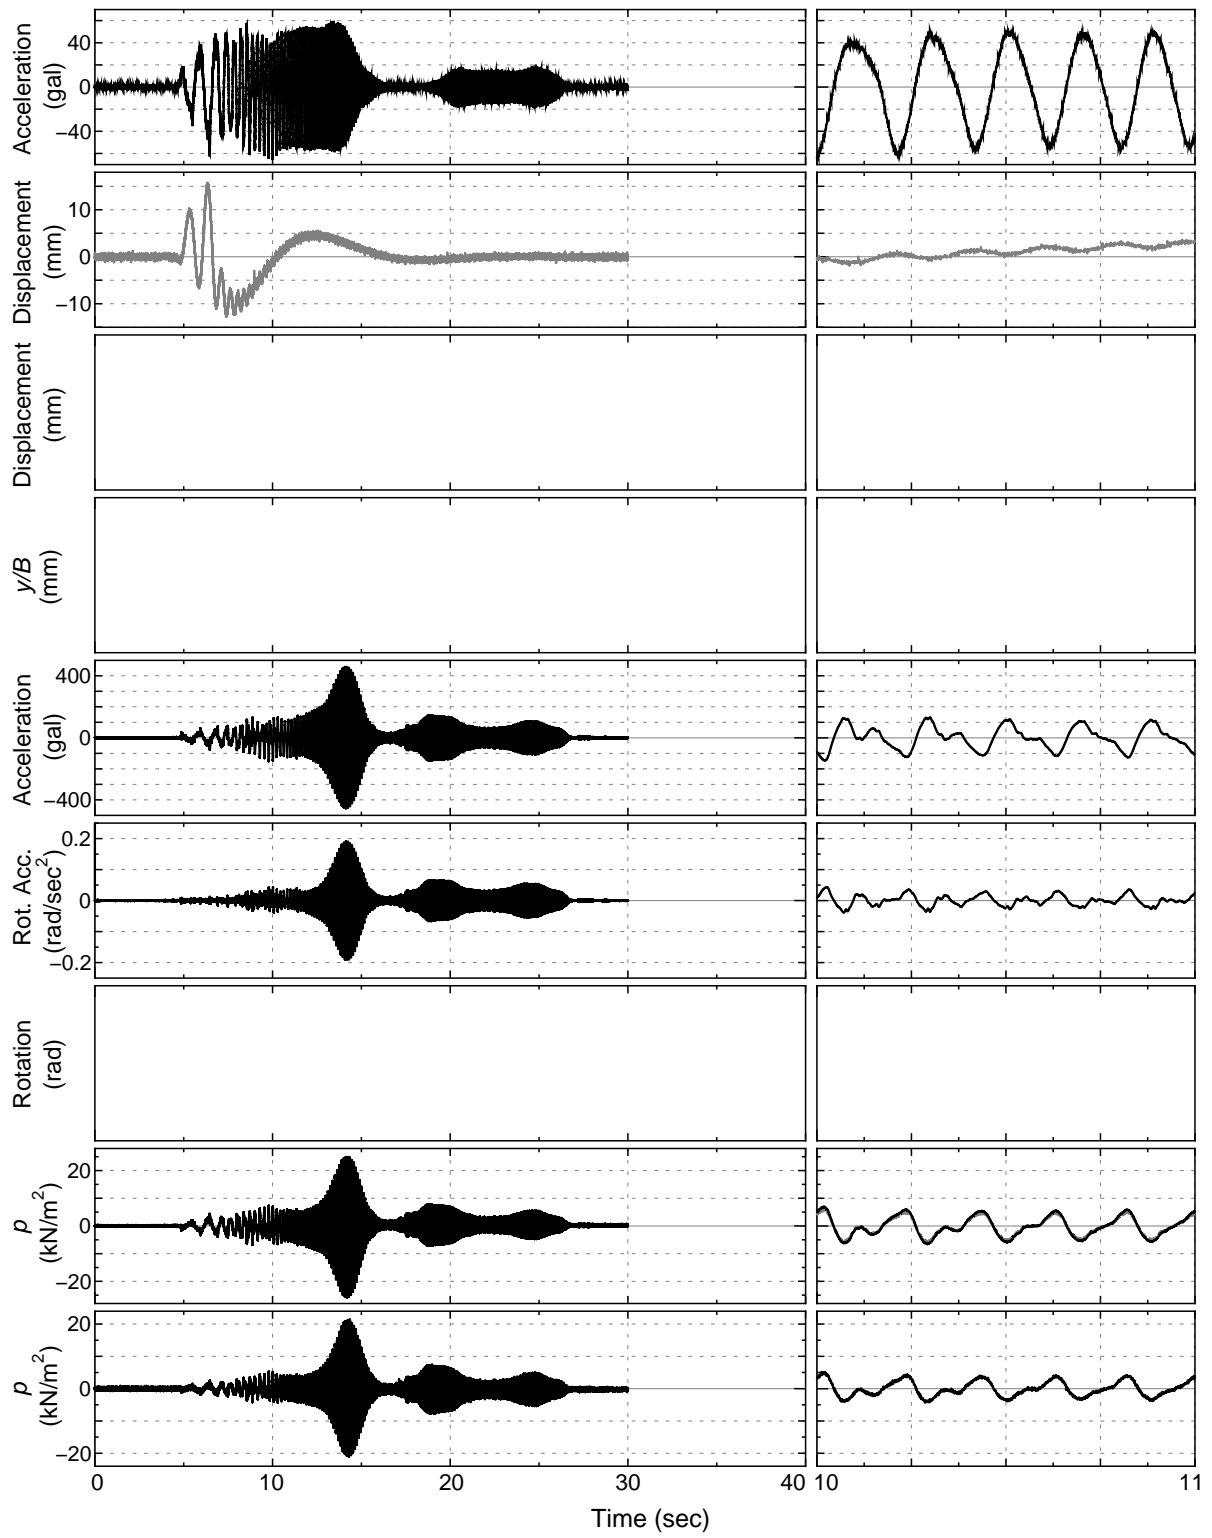 Acceleration
(gal)
40
0
−40
Displacement
(mm)
10
0
−10
Displacement
(mm)
y/B
(mm)
Acceleration
(gal)
400
0
−400
Rot. Acc.
(rad/sec²)
0.2
0
−0.2
Rotation
(rad)
p
(kN/m²)
20
0
−20
p
(kN/m²)
20
0
−20
0 10 20 30 40 10 11
Time (sec)